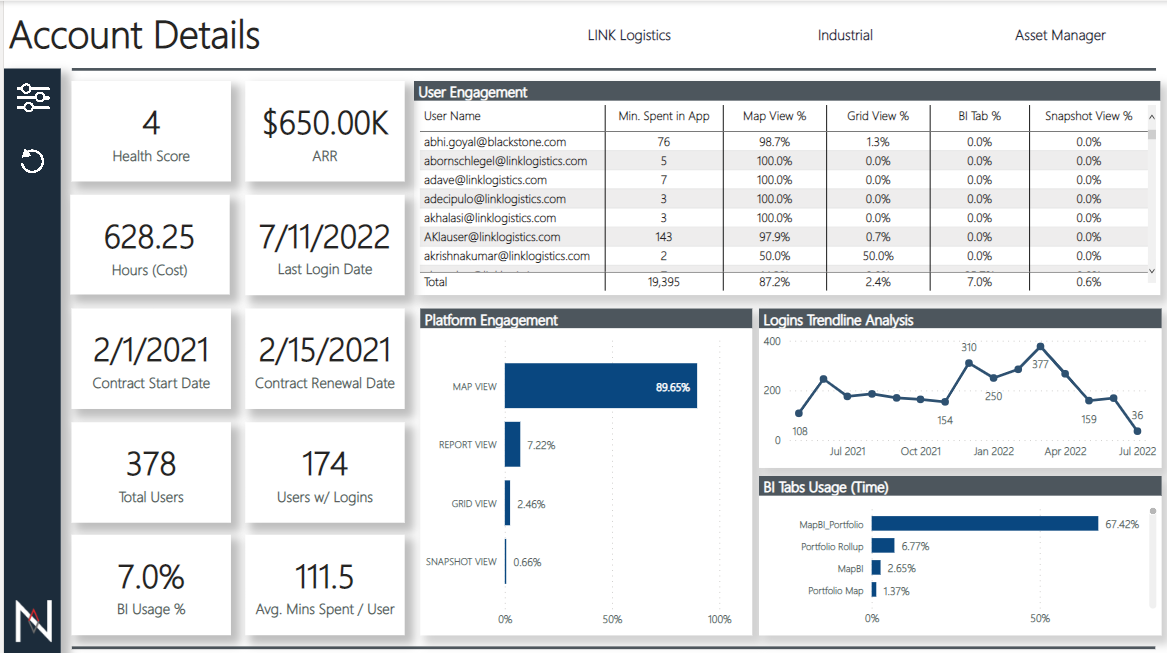 Account Details
LINK Logistics
Industrial
Asset Manager
4
Health Score
$650.00K
ARR
628.25
Hours (Cost)
7/11/2022
Last Login Date
2/1/2021
Contract Start Date
2/15/2021
Contract Renewal Date
378
Total Users
174
Users w/ Logins
7.0%
BI Usage %
111.5
Avg. Mins Spent / User
User Engagement
User Name Min. Spent in App Map View % Grid View % BI Tab % Snapshot View %
abhi.goyal@blackstone.com 76 98.7% 1.3% 0.0% 0.0%
abornschlegel@linklogistics.com 5 100.0% 0.0% 0.0% 0.0%
adave@linklogistics.com 7 100.0% 0.0% 0.0% 0.0%
adecipulo@linklogistics.com 3 100.0% 0.0% 0.0% 0.0%
akhalasi@linklogistics.com 3 100.0% 0.0% 0.0% 0.0%
AKlauser@linklogistics.com 143 97.9% 0.7% 0.0% 0.0%
akrishnakumar@linklogistics.com 2 50.0% 50.0% 0.0% 0.0%
Total 19,395 87.2% 2.4% 7.0% 0.6%
Platform Engagement
MAP VIEW 89.65%
REPORT VIEW 7.22%
GRID VIEW 2.46%
SNAPSHOT VIEW 0.66%
0% 50% 100%
Logins Trendline Analysis
400
200
0
108
154
310
250
377
159
36
Jul 2021 Oct 2021 Jan 2022 Apr 2022 Jul 2022
BI Tabs Usage (Time)
MapBI_Portfolio 67.42%
Portfolio Rollup 6.77%
MapBI 2.65%
Portfolio Map 1.37%
0% 50%
N